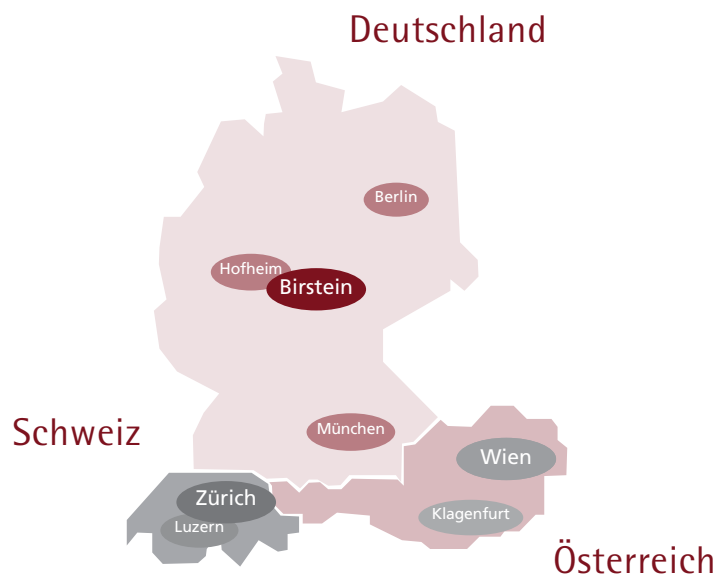 Deutschland
Berlin
Hofheim
Birstein
München
Schweiz
Wien
Zürich
Klagenfurt
Luzern
Österreich